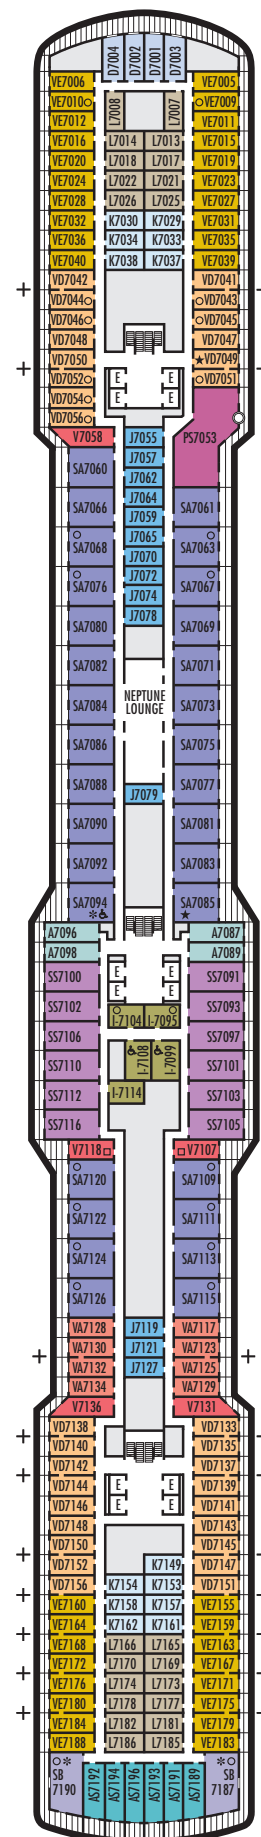 L7004 D7002 D7001 D7003
VE7006 VE7005
VE7010 L7008 L7007 VE7009
VE7012 VE7011
VE7016 L7014 L7013 VE7015
VE7020 L7018 L7017 VE7019
VE7024 L7022 L7021 VE7023
VE7028 L7026 L7025 VE7027
VE7032 K7030 K7029 VE7031
VE7036 K7034 K7033 VE7035
VE7040 K7038 K7037 VE7039
VD7042 VD7041
VD7044 VD7043
VD7046 VD7045
VD7048 VD7047
VD7050 VD7049
VD7052 E E VD7051
VD7054 E E
VD7056
V7058 J7055 PS7053
J7057
SA7060 J7062
J7064
SA7066 J7059 SA7061
J7065
SA7068 J7070 SA7063
J7072
SA7076 J7074 SA7067
J7078
SA7080 SA7069
SA7082 SA7071
SA7084 NEPTUNE SA7073
LOUNGE
SA7086 SA7075
SA7088 J7079 SA7077
SA7090 SA7081
SA7092 SA7083
SA7094 SA7085
A7096 A7087
A7098 A7089
SS7100 E E SS7091
E E
SS7102 I-7104 I-7095 SS7093
SS7106 SS7097
SS7110 I-7108 I-7099 SS7101
SS7112 I-7114 SS7103
SS7116 SS7105
V7118 V7107
SA7120 SA7109
SA7122 SA7111
SA7124 SA7113
SA7126 SA7115
VA7128 J7119 VA7117
VA7130 J7121 VA7123
VA7132 J7127 VA7125
VA7134 VA7129
V7136 V7131
VD7138 VD7133
VD7140 VD7135
VD7142 VD7137
VD7144 E E VD7139
VD7146 E E VD7141
VD7148 VD7143
VD7150 VD7145
VD7152 K7149 VD7147
VD7156 K7154 K7153 VD7151
VE7160 K7158 K7157 VE7155
VE7164 K7162 K7161 VE7159
VE7168 L7166 L7165 VE7163
VE7172 L7170 L7169 VE7167
VE7176 L7174 L7173 VE7171
VE7180 L7178 L7177 VE7175
VE7184 L7182 L7181 VE7179
VE7188 L7186 L7185 VE7183
SB
7190 AS7192 AS7194 AS7196 AS7193 AS7191 AS7189 SB
7187